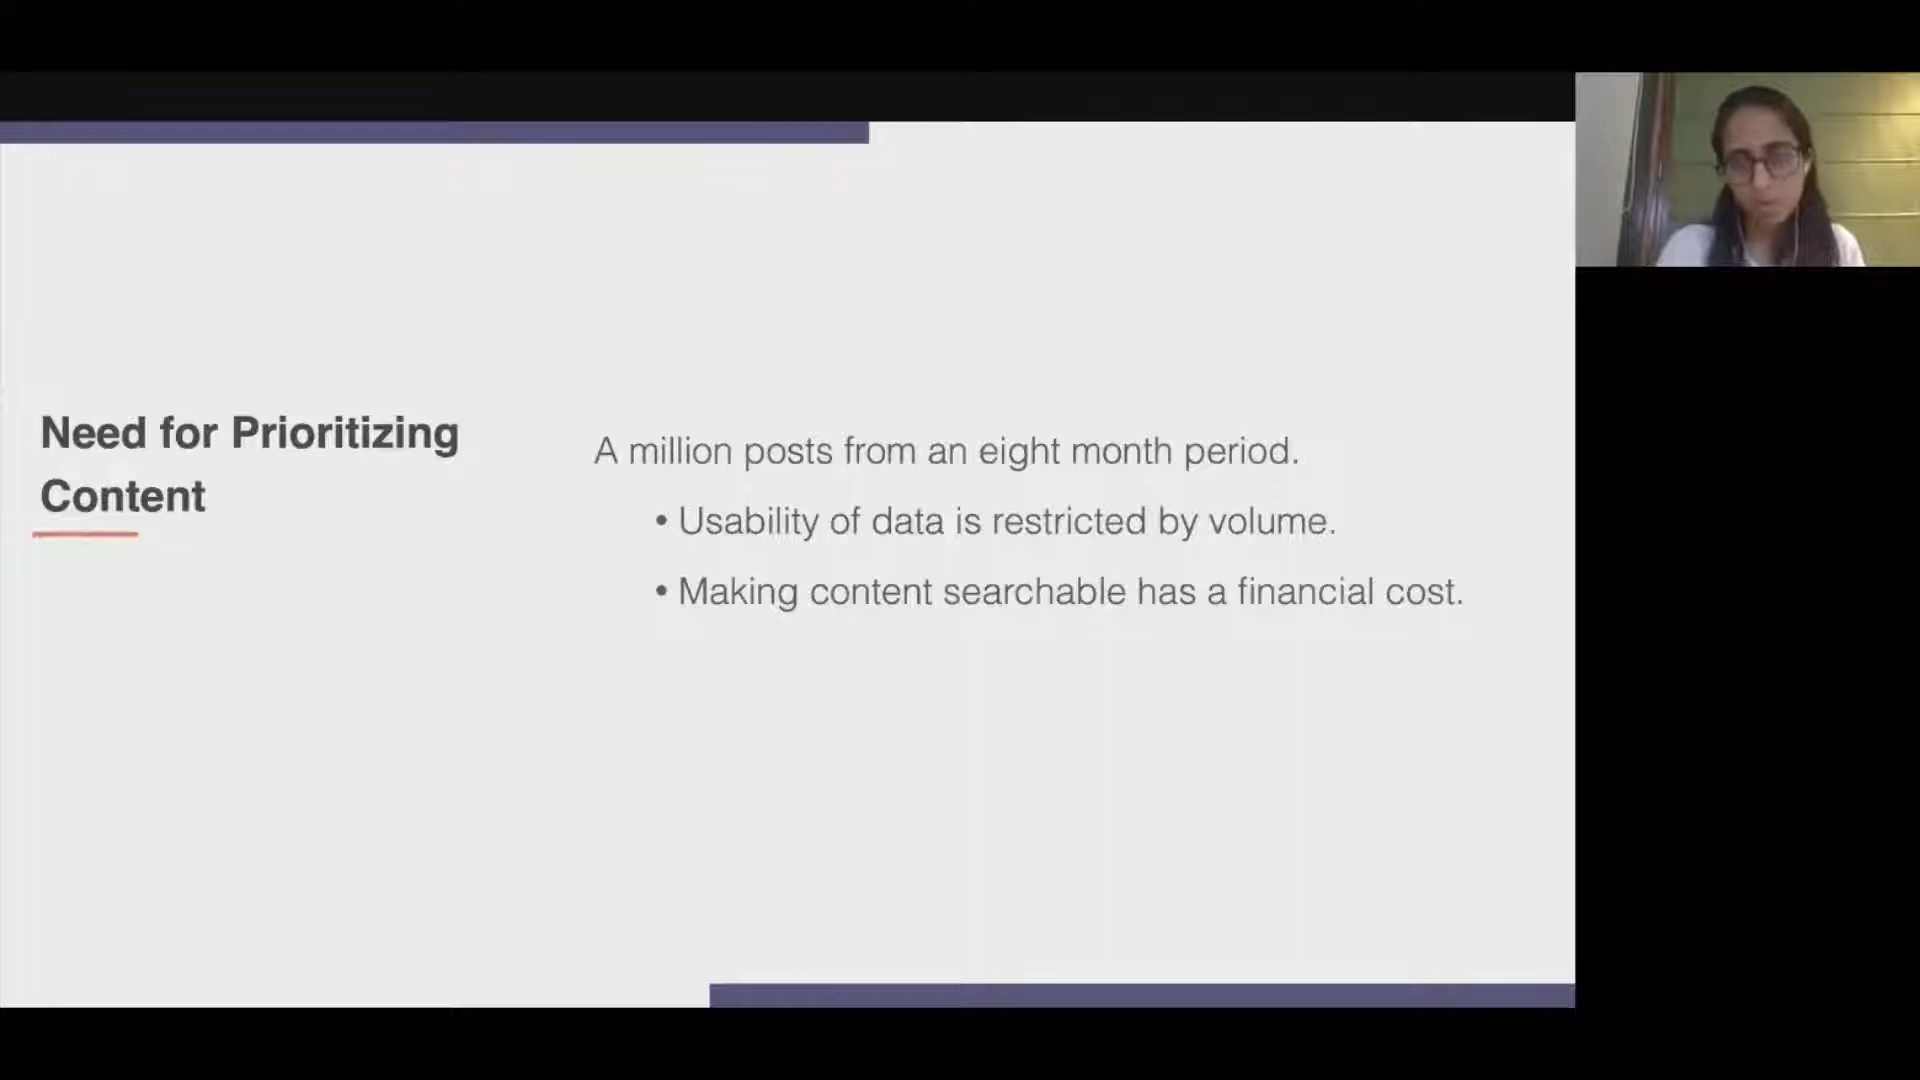 Need for Prioritizing
Content
A million posts from an eight month period.
• Usability of data is restricted by volume.
• Making content searchable has a financial cost.